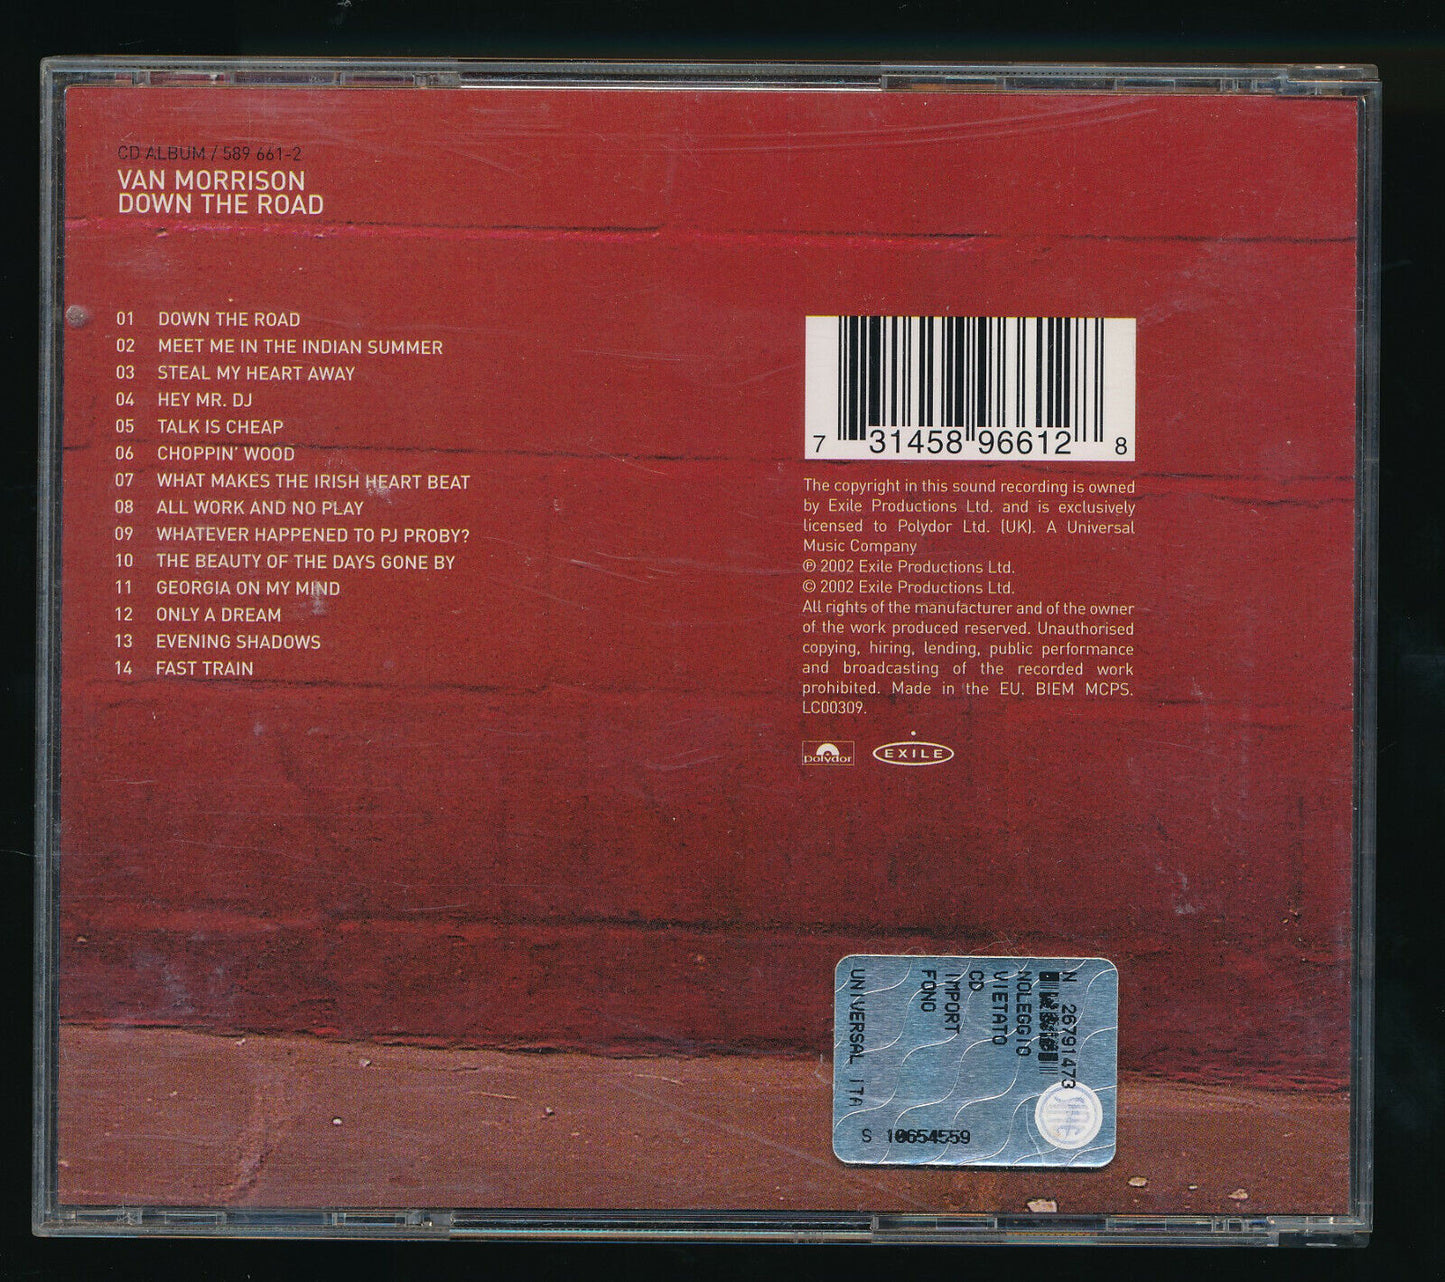 CD ALBUM / 589 661-2
VAN MORRISON
DOWN THE ROAD
01 DOWN THE ROAD
02 MEET ME IN THE INDIAN SUMMER
03 STEAL MY HEART AWAY
04 HEY MR. DJ
05 TALK IS CHEAP
06 CHOPPIN' WOOD
07 WHAT MAKES THE IRISH HEART BEAT
08 ALL WORK AND NO PLAY
09 WHATEVER HAPPENED TO PJ PROBY?
10 THE BEAUTY OF THE DAYS GONE BY
11 GEORGIA ON MY MIND
12 ONLY A DREAM
13 EVENING SHADOWS
14 FAST TRAIN
7 31458 96612 8
The copyright in this sound recording is owned
by Exile Productions Ltd. and is exclusively
licensed to Polydor Ltd. (UK). A Universal
Music Company
℗ 2002 Exile Productions Ltd.
© 2002 Exile Productions Ltd.
All rights of the manufacturer and of the owner
of the work produced reserved. Unauthorised
copying, hiring, lending, public performance
and broadcasting of the recorded work
prohibited. Made in the EU. BIEM MCPS.
LC00309.
polydor
EXILE
N 26791473
NOLEGGIO
VIETATO
CD
IMPORT
FONO
UNIVERSAL ITA
S 10654559